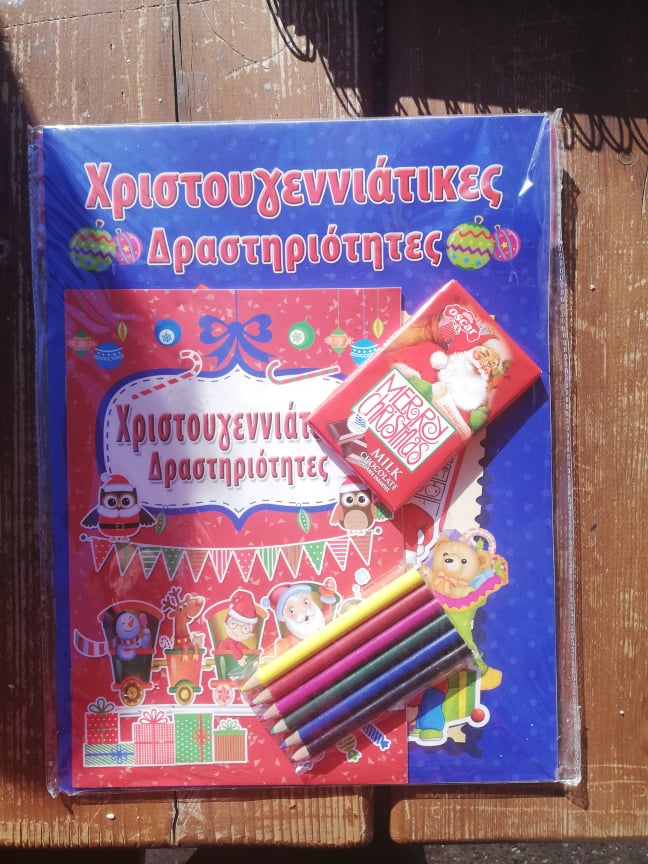 Χριστουγεννιάτικες
Δραστηριότητες
Χριστουγεννιάτ
Δραστηριότητες
oscar
MERRY
CHRISTMAS
MILK
CHOCOLATE